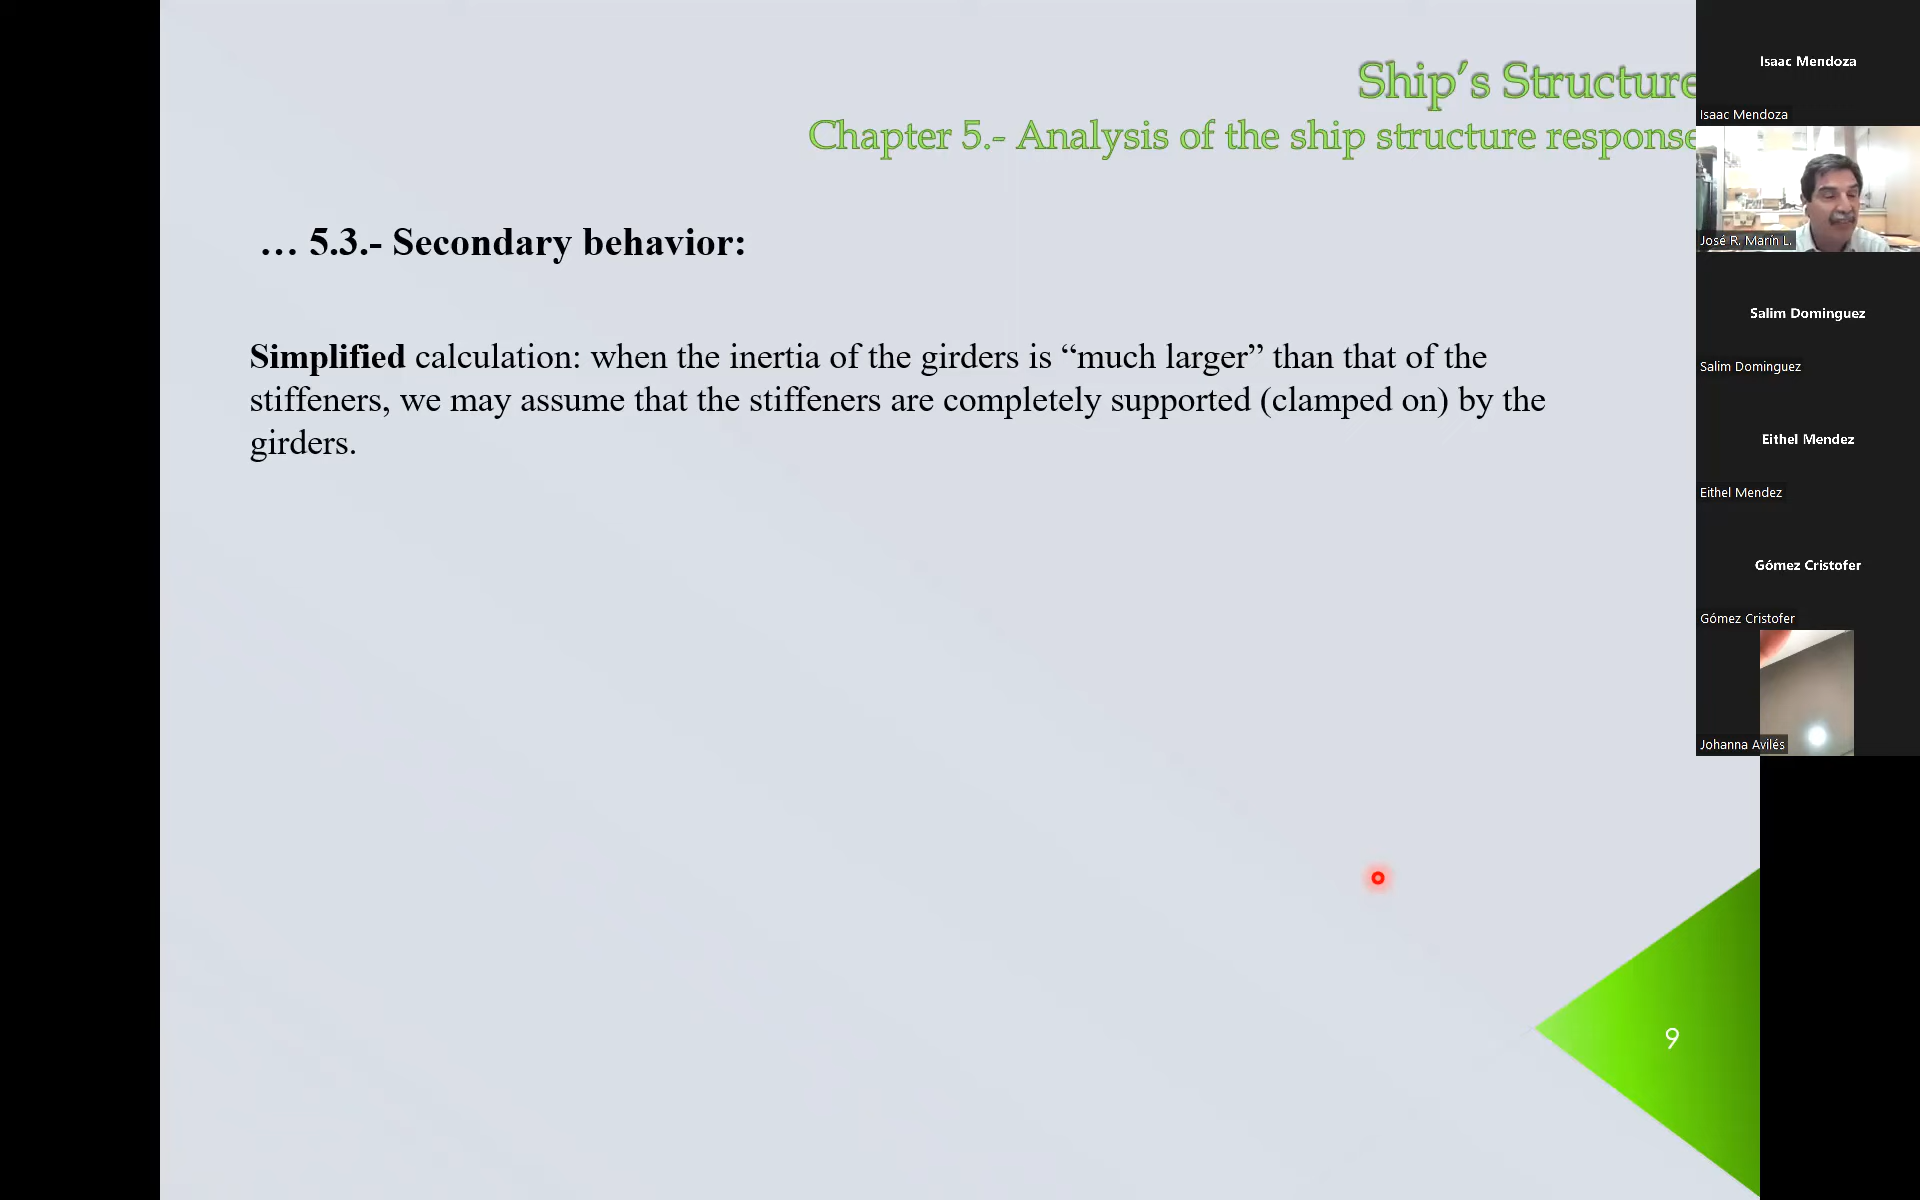 Ship's Structure
Chapter 5.- Analysis of the ship structure response
… 5.3.- Secondary behavior:
Simplified calculation: when the inertia of the girders is “much larger” than that of the
stiffeners, we may assume that the stiffeners are completely supported (clamped on) by the
girders.
9
Isaac Mendoza
Isaac Mendoza
José R. Marín L.
Salim Dominguez
Salim Dominguez
Eithel Mendez
Eithel Mendez
Gómez Cristofer
Gómez Cristofer
Johanna Avilés